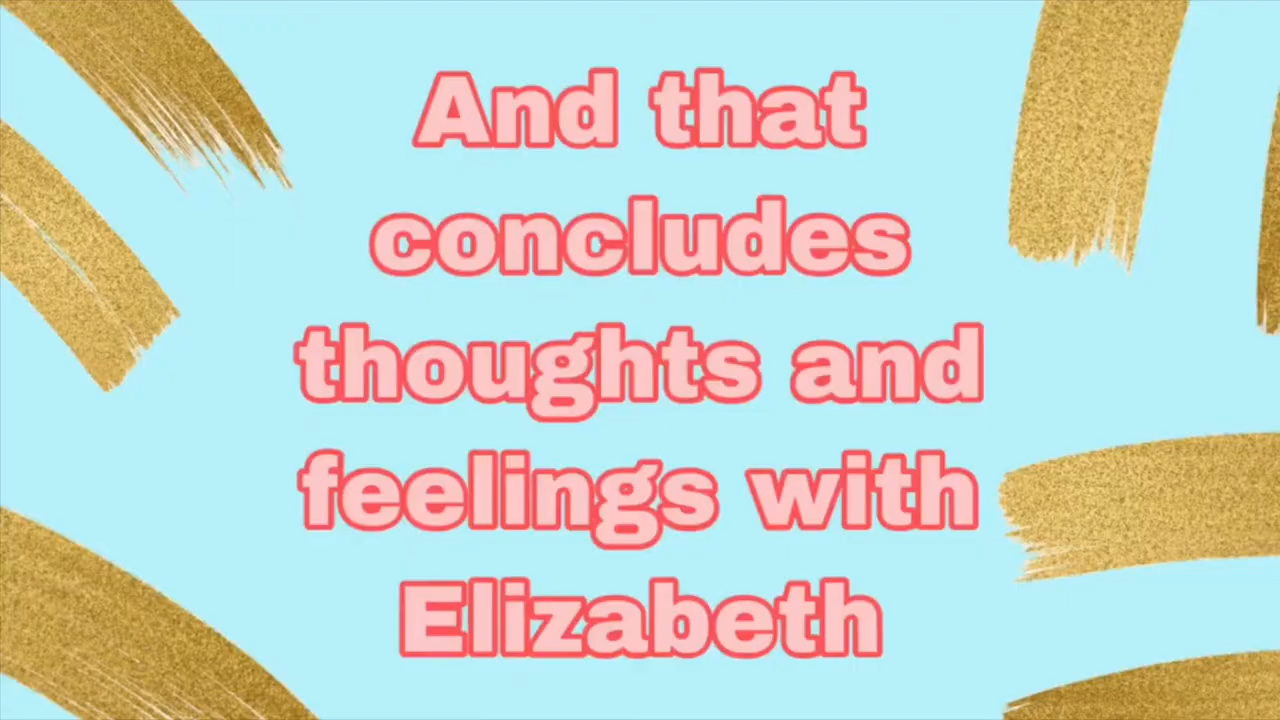 And that
concludes
thoughts and
feelings with
Elizabeth